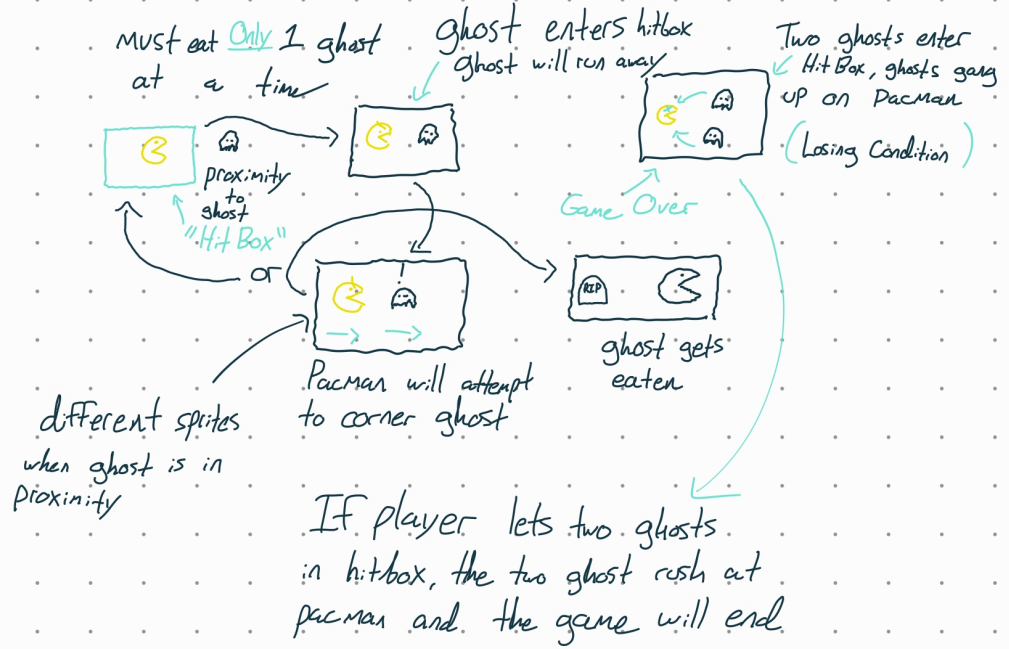 Must eat Only 1 ghost
at a time
ghost enters hitbox
ghost will run away
Two ghosts enter
Hit Box, ghosts gang
up on Pacman
(Losing Condition)
proximity
to
ghost
"Hit Box"
Game Over
or
RIP
Pacman will attempt
to corner ghost
ghost gets
eaten
different sprites
when ghost is in
proximity
If player lets two ghosts
in hitbox, the two ghost rush at
pacman and the game will end